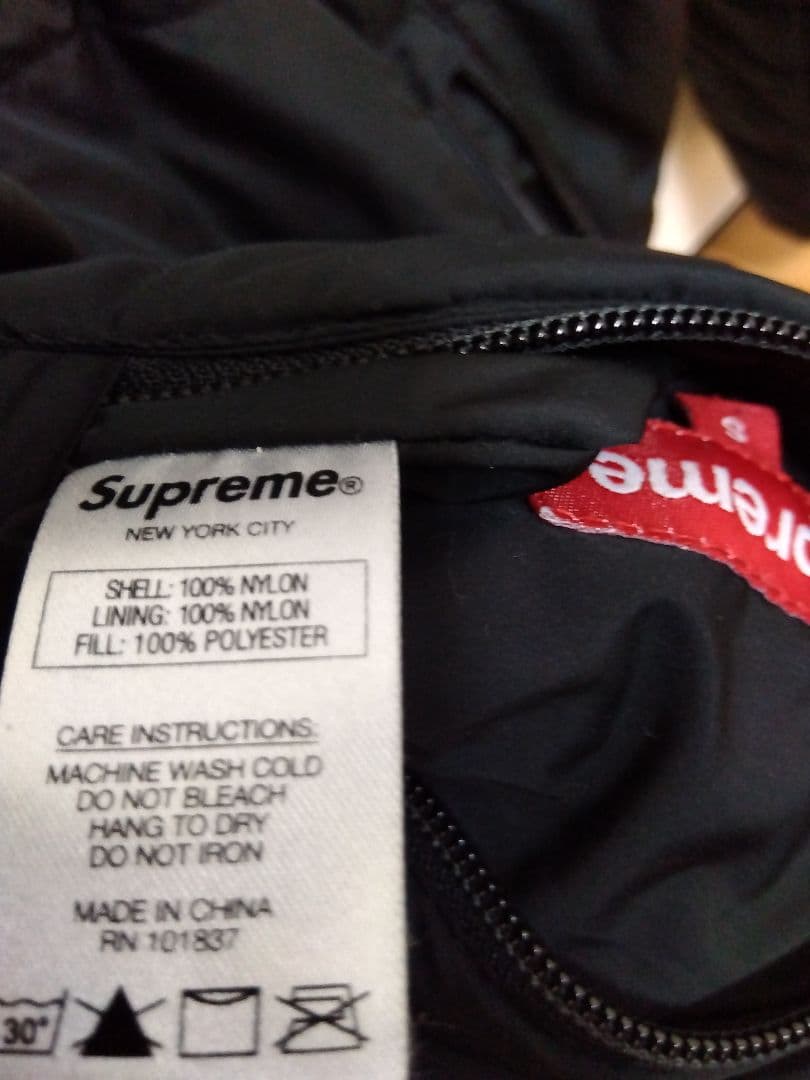 Supreme®
NEW YORK CITY
SHELL: 100% NYLON
LINING: 100% NYLON
FILL: 100% POLYESTER
CARE INSTRUCTIONS:
MACHINE WASH COLD
DO NOT BLEACH
HANG TO DRY
DO NOT IRON
MADE IN CHINA
RN 101837
30°
S
preme